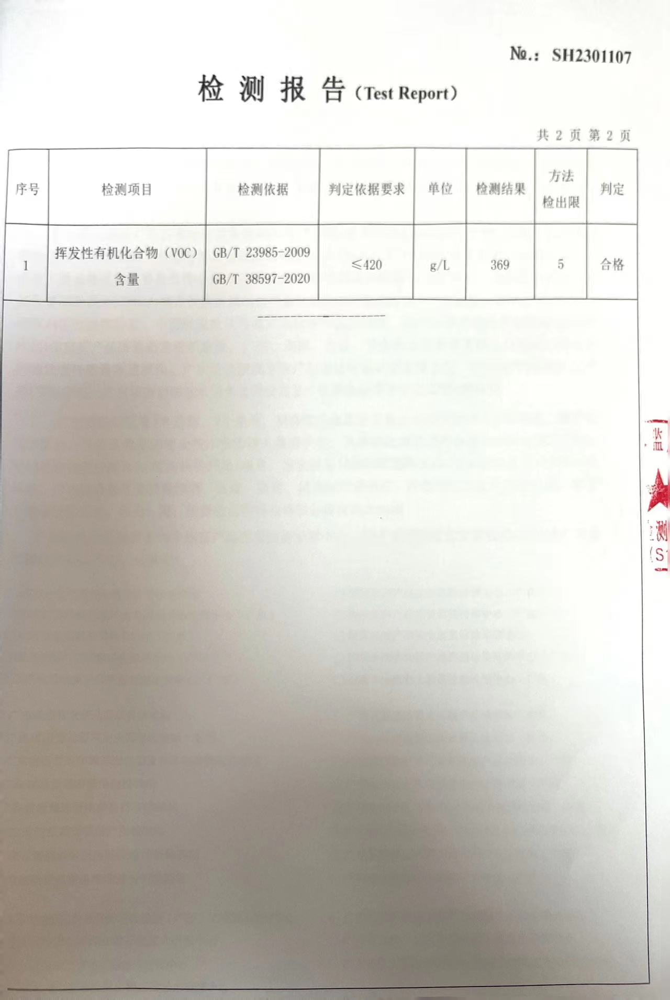 №.: SH2301107
检测报告(Test Report)
共 2 页 第 2 页
序号 检测项目 检测依据 判定依据要求 单位 检测结果 方法检出限 判定
1 挥发性有机化合物(VOC)含量 GB/T 23985-2009 GB/T 38597-2020 ≤420 g/L 369 5 合格
监
测
(S